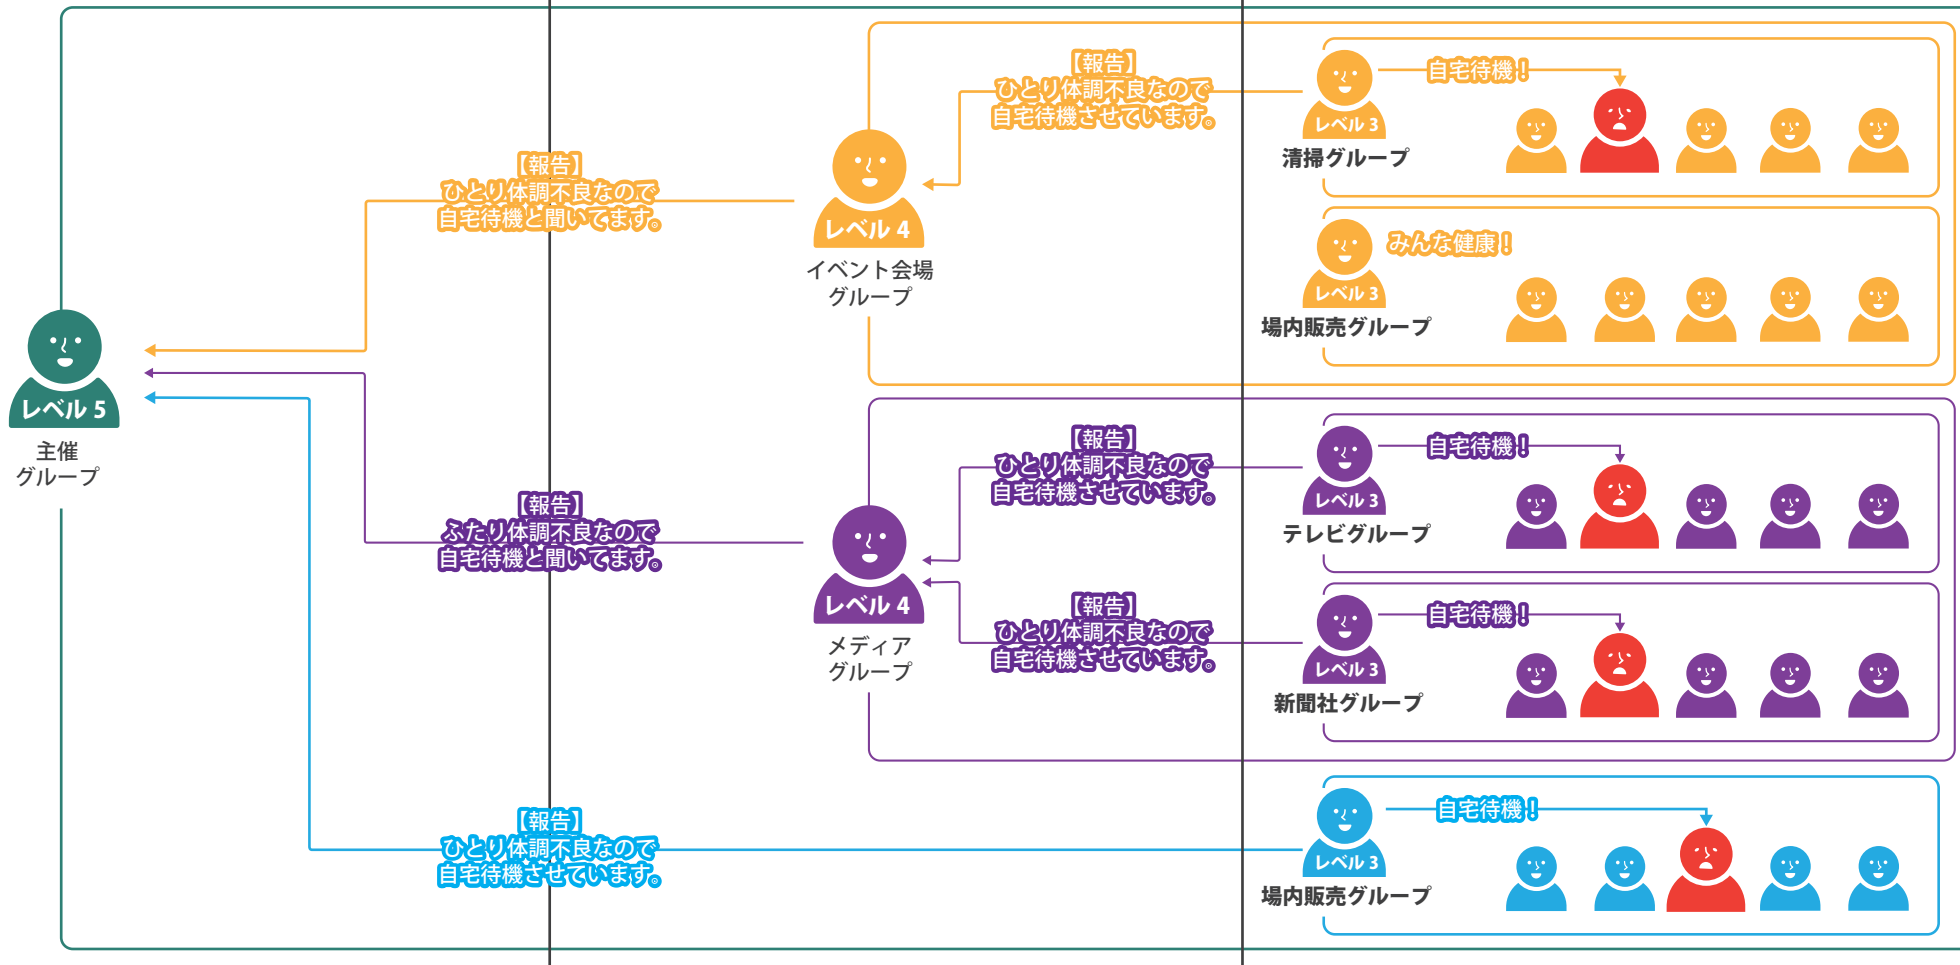 レベル 5
主催
グループ
【報告】
ひとり体調不良なので
自宅待機と聞いてます。
【報告】
ふたり体調不良なので
自宅待機と聞いてます。
【報告】
ひとり体調不良なので
自宅待機させています。
レベル 4
イベント会場
グループ
【報告】
ひとり体調不良なので
自宅待機させています。
レベル 3
清掃グループ
自宅待機！
レベル 3
場内販売グループ
みんな健康！
レベル 4
メディア
グループ
【報告】
ひとり体調不良なので
自宅待機させています。
【報告】
ひとり体調不良なので
自宅待機させています。
レベル 3
テレビグループ
自宅待機！
レベル 3
新聞社グループ
自宅待機！
レベル 3
場内販売グループ
自宅待機！